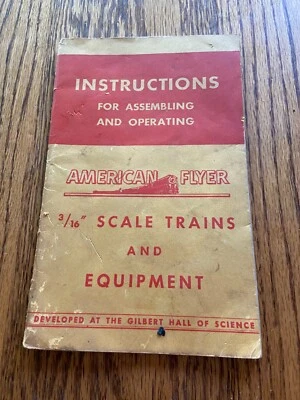 INSTRUCTIONS
FOR ASSEMBLING
AND OPERATING
AMERICAN FLYER
3/16" SCALE TRAINS
AND
EQUIPMENT
DEVELOPED AT THE GILBERT HALL OF SCIENCE